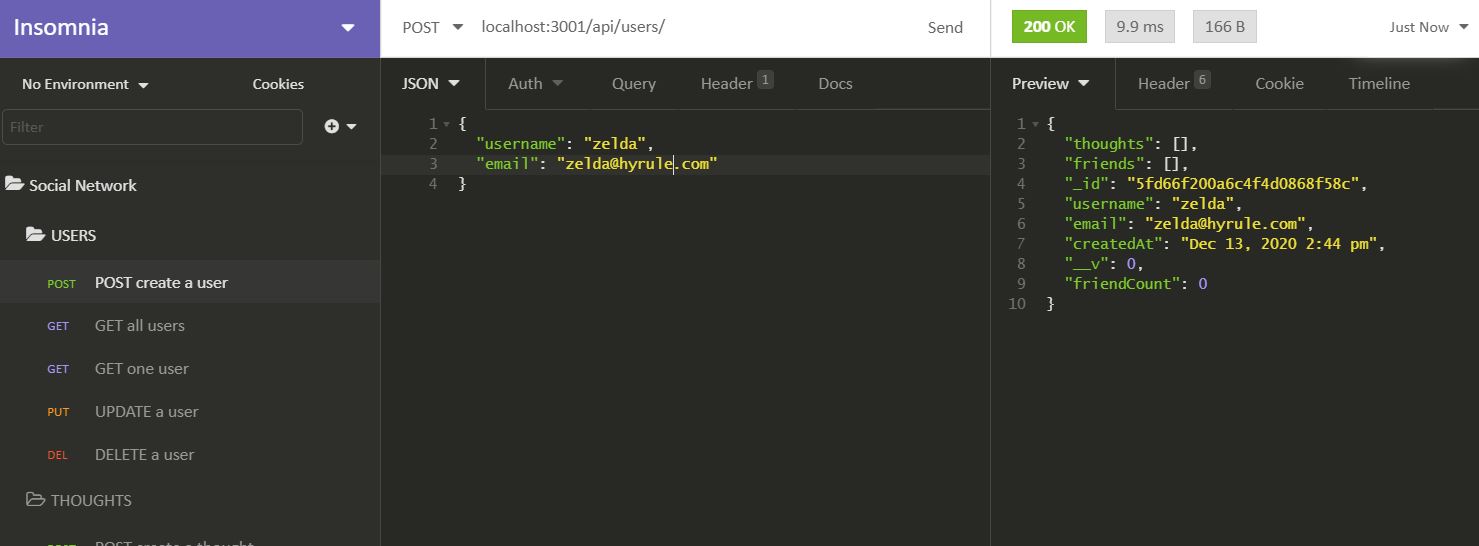 Insomnia
POST localhost:3001/api/users/ Send
200 OK 9.9 ms 166 B Just Now
No Environment Cookies
Filter
Social Network
USERS
POST POST create a user
GET GET all users
GET GET one user
PUT UPDATE a user
DEL DELETE a user
THOUGHTS
POST create a thought
JSON Auth Query Header 1 Docs
1 {
2 "username": "zelda",
3 "email": "zelda@hyrule.com"
4 }
Preview Header 6 Cookie Timeline
1 {
2 "thoughts": [],
3 "friends": [],
4 "_id": "5fd66f200a6c4f4d0868f58c",
5 "username": "zelda",
6 "email": "zelda@hyrule.com",
7 "createdAt": "Dec 13, 2020 2:44 pm",
8 "__v": 0,
9 "friendCount": 0
10 }